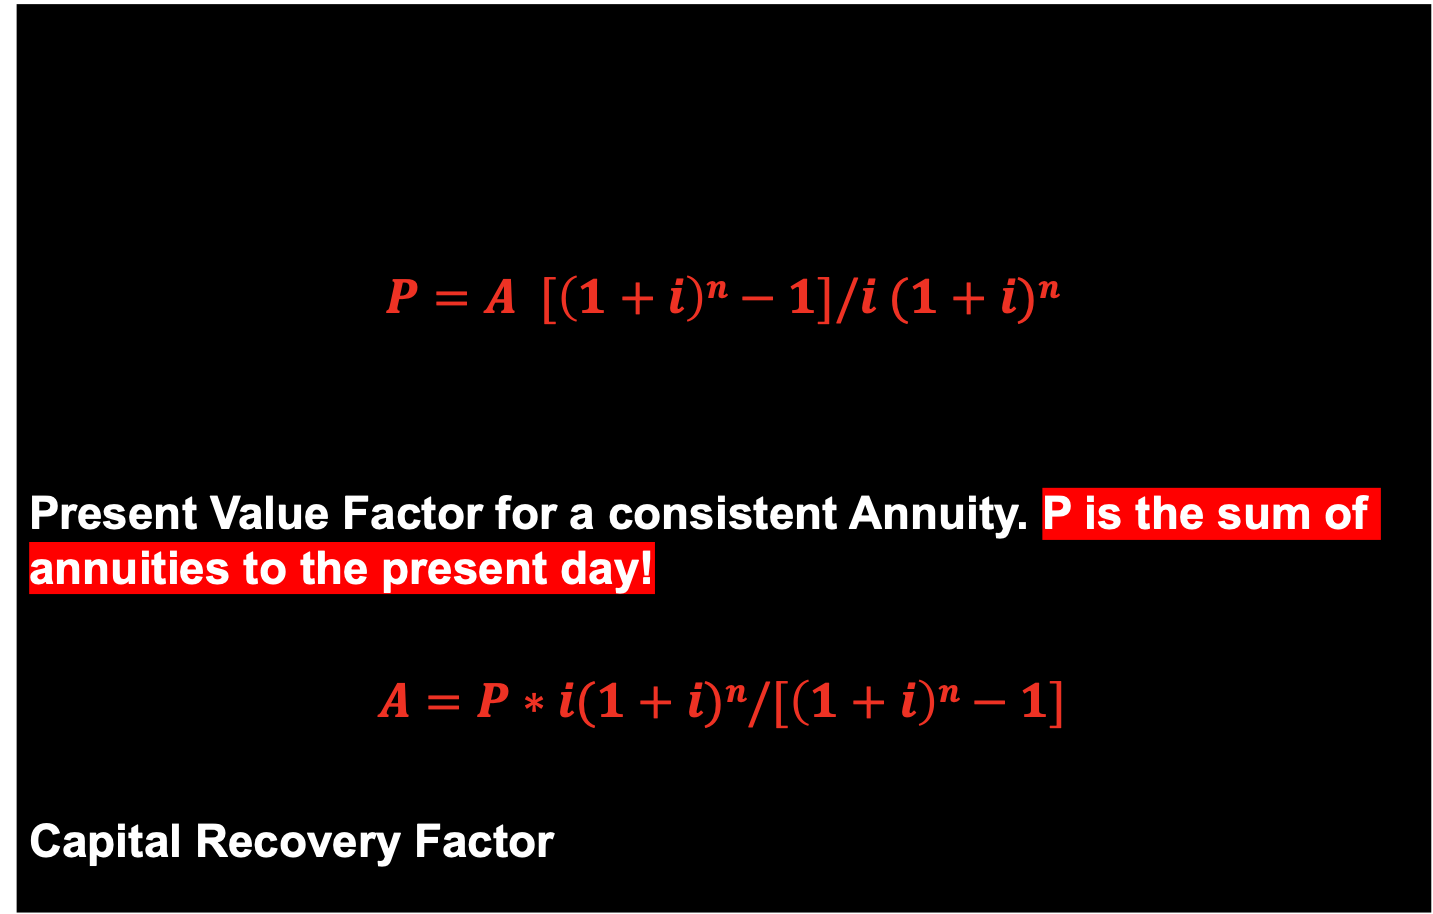 P = A [(1 + i)ⁿ − 1]/i (1 + i)ⁿ
Present Value Factor for a consistent Annuity. P is the sum of
annuities to the present day!
A = P * i(1 + i)ⁿ/[(1 + i)ⁿ − 1]
Capital Recovery Factor